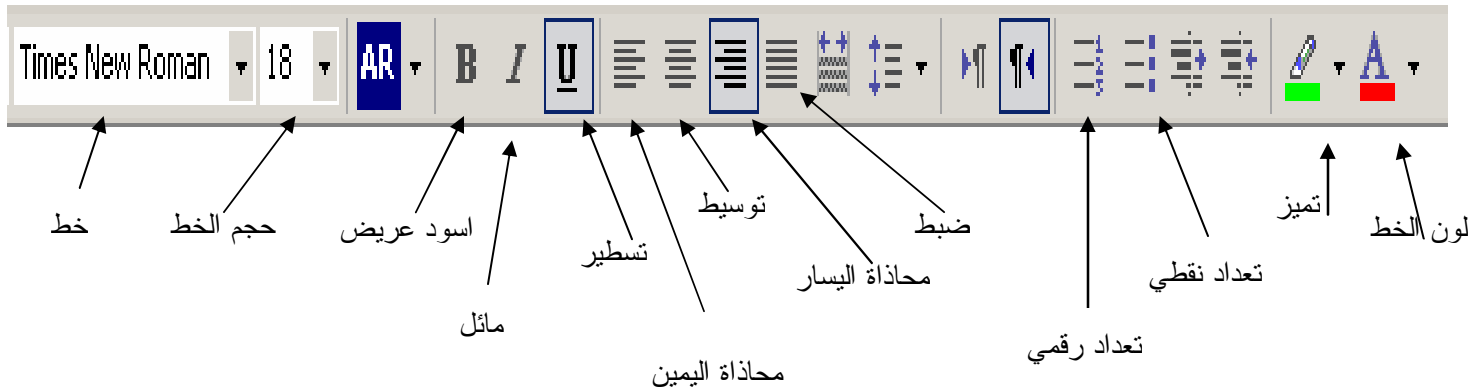 Times New Roman 18 AR B I U A
خط
حجم الخط
اسود عريض
مائل
تسطير
محاذاة اليمين
توسيط
محاذاة اليسار
ضبط
تعداد رقمي
تعداد نقطي
تميز
لون الخط